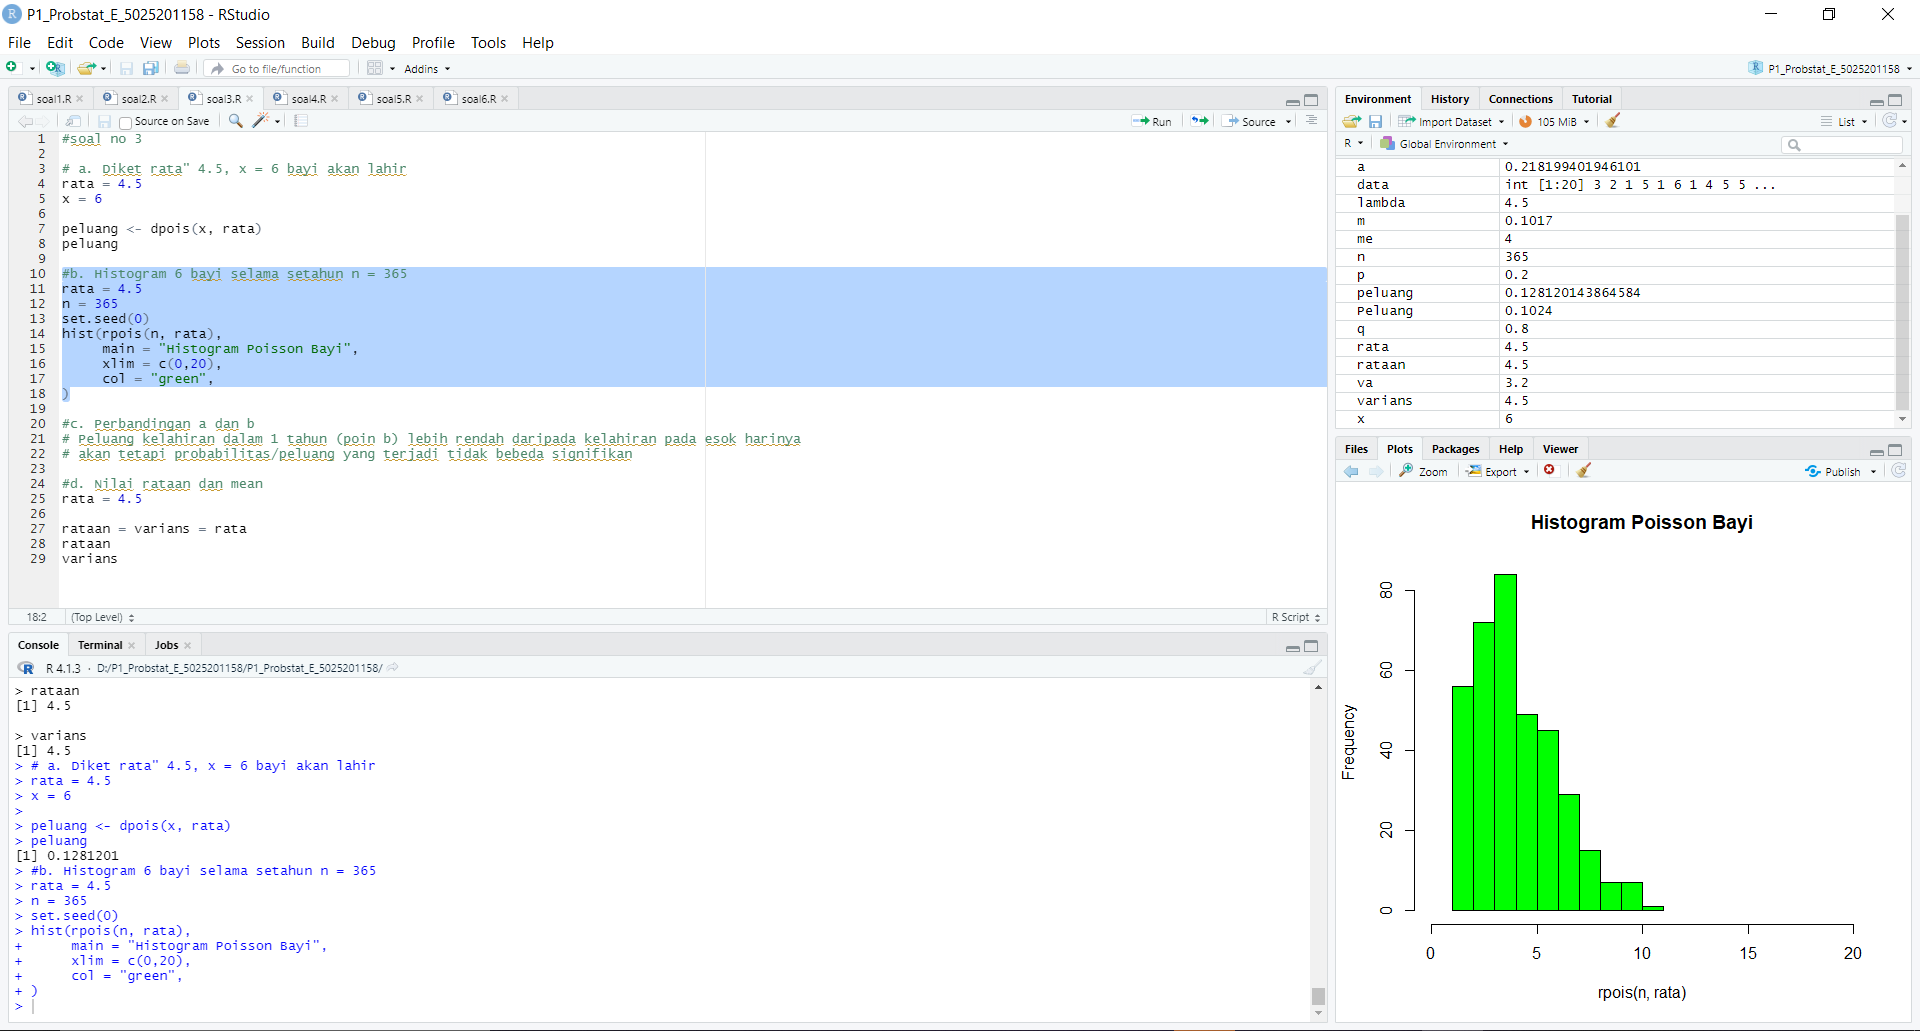 P1_Probstat_E_5025201158 - RStudio
File Edit Code View Plots Session Build Debug Profile Tools Help
Go to file/function Addins P1_Probstat_E_5025201158
soal1.R soal2.R soal3.R soal4.R soal5.R soal6.R
Source on Save Run Source
1 #soal no 3
2
3 # a. Diket rata" 4.5, x = 6 bayi akan lahir
4 rata = 4.5
5 x = 6
6
7 peluang <- dpois(x, rata)
8 peluang
9
10 #b. Histogram 6 bayi selama setahun n = 365
11 rata = 4.5
12 n = 365
13 set.seed(0)
14 hist(rpois(n, rata),
15 main = "Histogram Poisson Bayi",
16 xlim = c(0,20),
17 col = "green",
18 )
19
20 #c. Perbandingan a dan b
21 # Peluang kelahiran dalam 1 tahun (poin b) lebih rendah daripada kelahiran pada esok harinya
22 # akan tetapi probabilitas/peluang yang terjadi tidak bebeda signifikan
23
24 #d. Nilai rataan dan mean
25 rata = 4.5
26
27 rataan = varians = rata
28 rataan
29 varians
18:2 (Top Level) R Script
Console Terminal Jobs
R 4.1.3 · D:/P1_Probstat_E_5025201158/P1_Probstat_E_5025201158/
> rataan
[1] 4.5
> varians
[1] 4.5
> # a. Diket rata" 4.5, x = 6 bayi akan lahir
> rata = 4.5
> x = 6
>
> peluang <- dpois(x, rata)
> peluang
[1] 0.1281201
> #b. Histogram 6 bayi selama setahun n = 365
> rata = 4.5
> n = 365
> set.seed(0)
> hist(rpois(n, rata),
+ main = "Histogram Poisson Bayi",
+ xlim = c(0,20),
+ col = "green",
+ )
>
Environment History Connections Tutorial
Import Dataset 105 MiB List
R Global Environment
a 0.218199401946101
data int [1:20] 3 2 1 5 1 6 1 4 5 5 ...
lambda 4.5
m 0.1017
me 4
n 365
p 0.2
peluang 0.128120143864584
Peluang 0.1024
q 0.8
rata 4.5
rataan 4.5
va 3.2
varians 4.5
x 6
Files Plots Packages Help Viewer
Zoom Export Publish
Histogram Poisson Bayi
Frequency
80
60
40
20
0
0 5 10 15 20
rpois(n, rata)